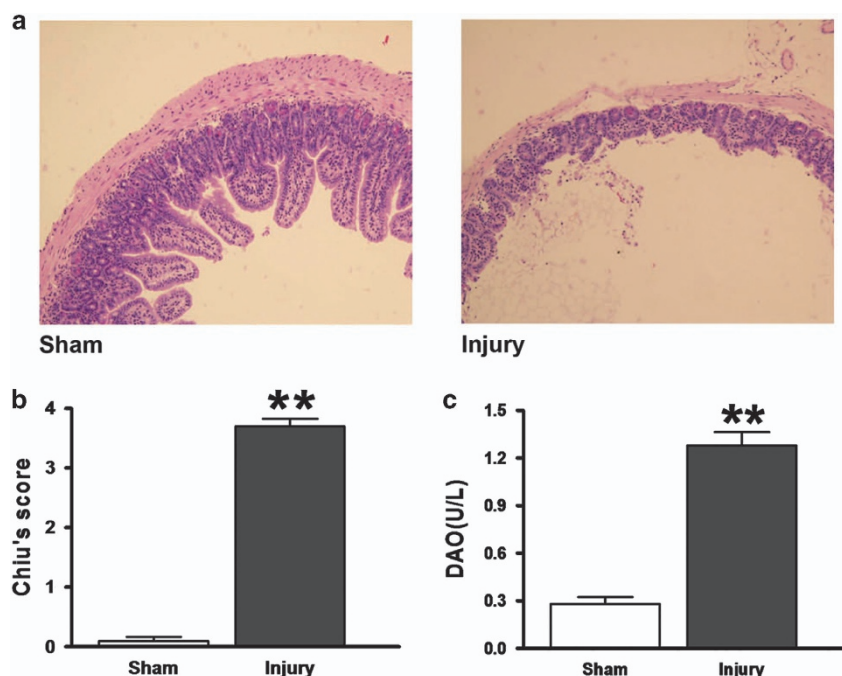 a
Sham
Injury
b
Chiu's score
4
3
2
1
0
**
Sham
Injury
c
DAO(U/L)
1.5
1.2
0.9
0.6
0.3
0.0
**
Sham
Injury